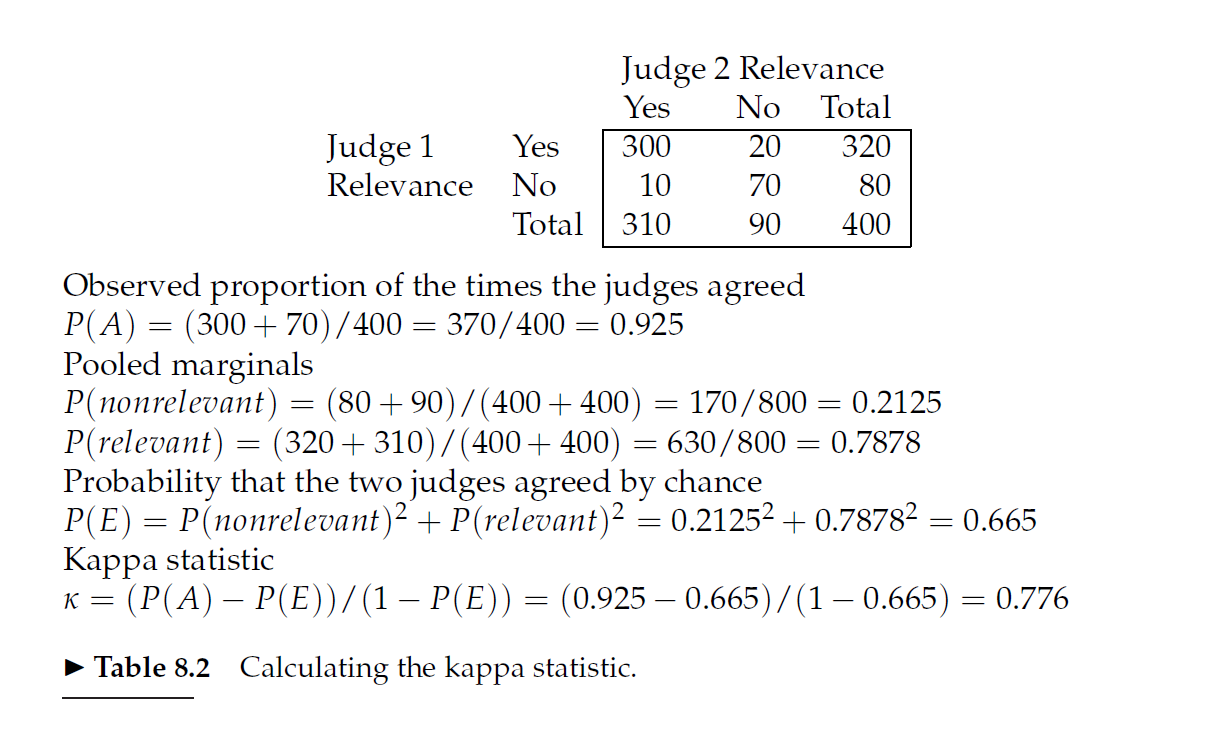 Judge 2 Relevance
Yes No Total
Judge 1 Yes 300 20 320
Relevance No 10 70 80
Total 310 90 400
Observed proportion of the times the judges agreed
P(A) = (300 + 70)/400 = 370/400 = 0.925
Pooled marginals
P(nonrelevant) = (80 + 90)/(400 + 400) = 170/800 = 0.2125
P(relevant) = (320 + 310)/(400 + 400) = 630/800 = 0.7878
Probability that the two judges agreed by chance
P(E) = P(nonrelevant)² + P(relevant)² = 0.2125² + 0.7878² = 0.665
Kappa statistic
κ = (P(A) − P(E))/(1 − P(E)) = (0.925 − 0.665)/(1 − 0.665) = 0.776
▶ Table 8.2 Calculating the kappa statistic.